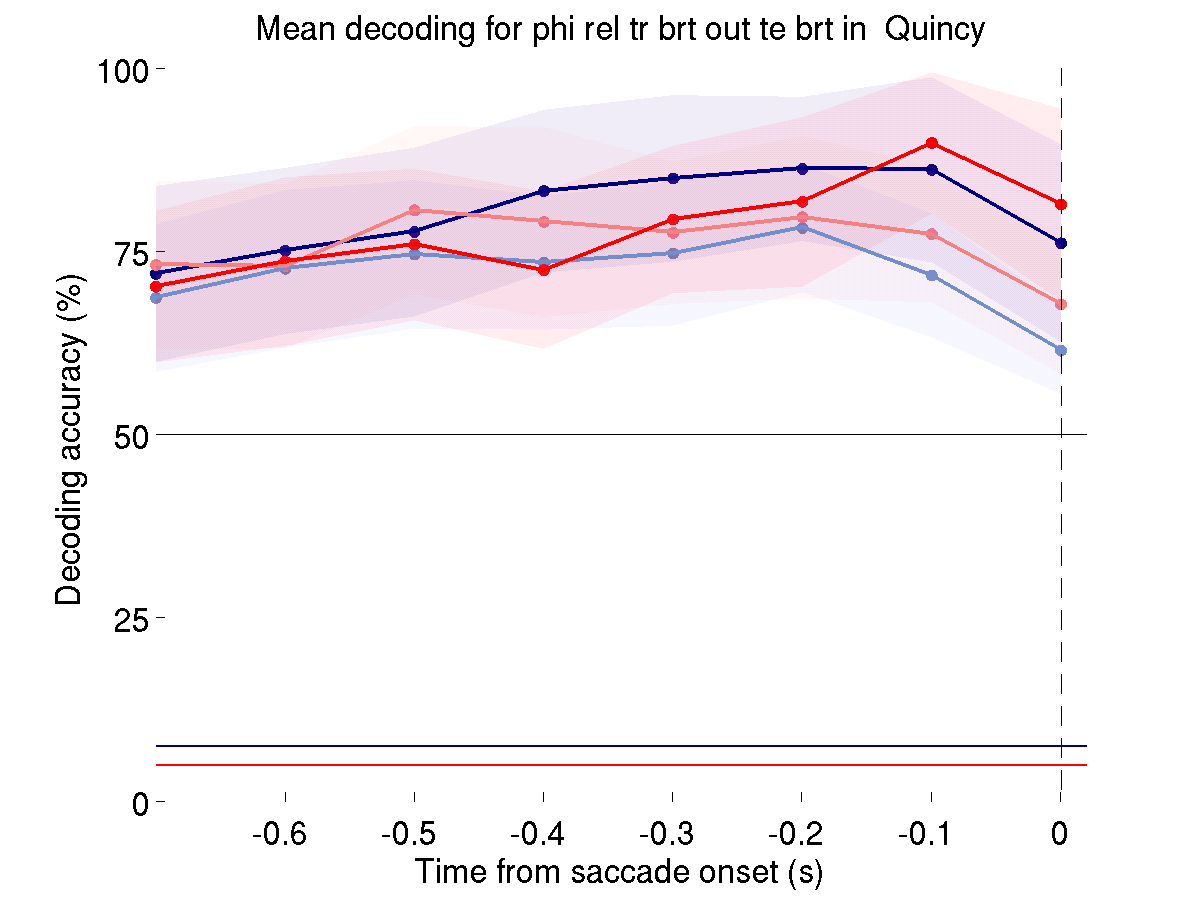 Mean decoding for phi rel tr brt out te brt in  Quincy
100
75
50
25
0
Decoding accuracy (%)
-0.6 -0.5 -0.4 -0.3 -0.2 -0.1 0
Time from saccade onset (s)